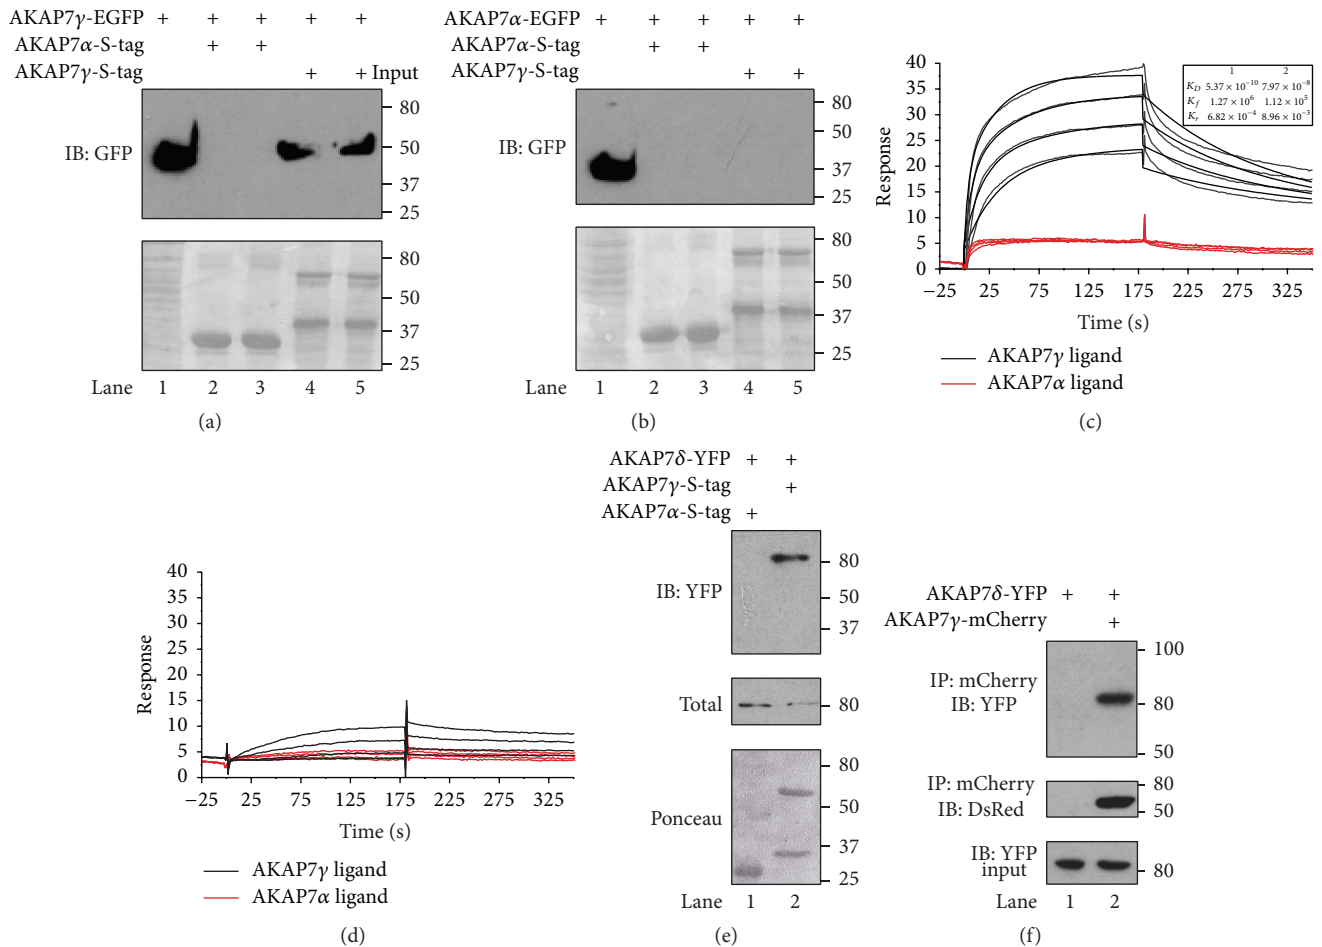 AKAP7γ-EGFP + + + + +
AKAP7α-S-tag + +
AKAP7γ-S-tag + + Input
IB: GFP
80
50
37
25
80
50
37
25
Lane 1 2 3 4 5
(a)
AKAP7α-EGFP + + + + +
AKAP7α-S-tag + +
AKAP7γ-S-tag + +
IB: GFP
80
50
37
25
80
50
37
25
Lane 1 2 3 4 5
(b)
Response
40
35
30
25
20
15
10
5
0
−25 25 75 125 175 225 275 325
Time (s)
1 2
K_D 5.37 × 10⁻¹⁰ 7.97 × 10⁻⁸
K_f 1.27 × 10⁶ 1.12 × 10⁵
K_r 6.82 × 10⁻⁴ 8.96 × 10⁻³
AKAP7γ ligand
AKAP7α ligand
(c)
Response
40
35
30
25
20
15
10
5
0
−25 25 75 125 175 225 275 325
Time (s)
AKAP7γ ligand
AKAP7α ligand
(d)
AKAP7δ-YFP + +
AKAP7γ-S-tag +
AKAP7α-S-tag +
IB: YFP
80
50
37
Total
80
Ponceau
80
50
37
25
Lane 1 2
(e)
AKAP7δ-YFP + +
AKAP7γ-mCherry +
IP: mCherry
IB: YFP
100
80
50
IP: mCherry
IB: DsRed
80
50
IB: YFP
input
80
Lane 1 2
(f)